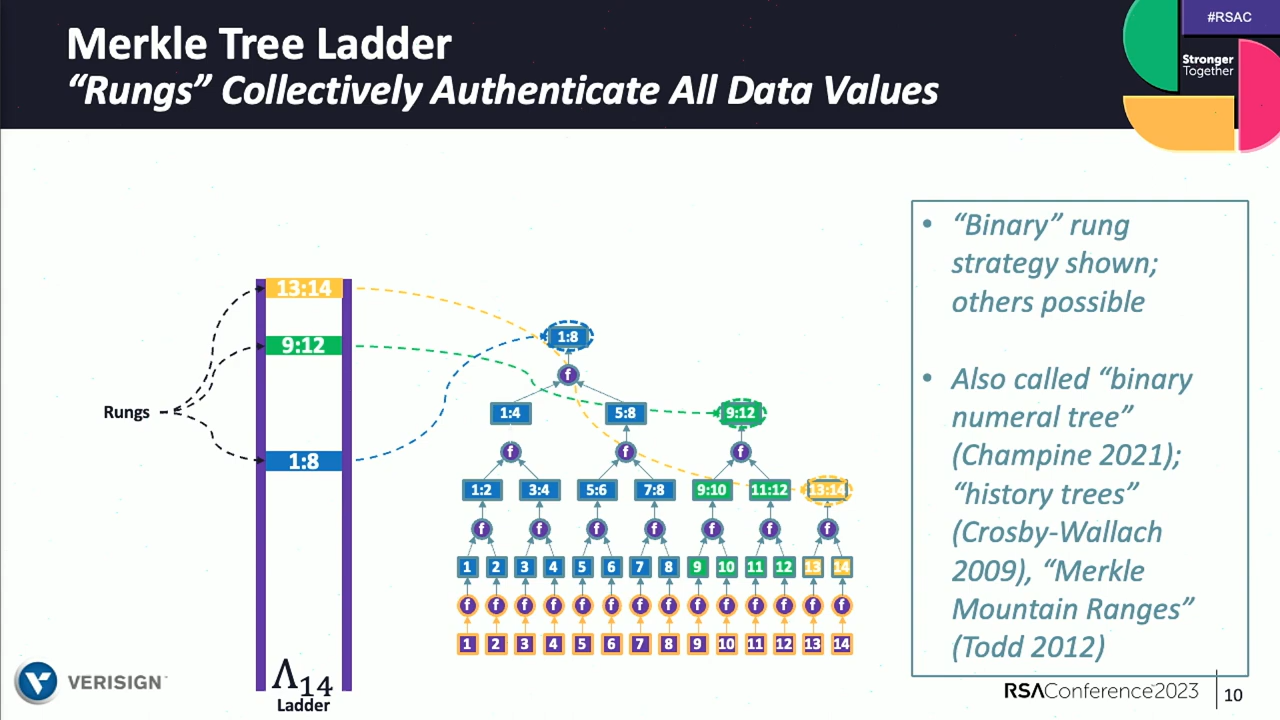 Merkle Tree Ladder
“Rungs” Collectively Authenticate All Data Values
#RSAC
Stronger
Together
13:14
9:12
1:8
Rungs
Λ14
Ladder
1:8
f
1:4
5:8
9:12
f
f
f
1:2
3:4
5:6
7:8
9:10
11:12
13:14
f f f f f f f
1 2 3 4 5 6 7 8 9 10 11 12 13 14
f f f f f f f f f f f f f f
1 2 3 4 5 6 7 8 9 10 11 12 13 14
• “Binary” rung
strategy shown;
others possible
• Also called “binary
numeral tree”
(Champine 2021);
“history trees”
(Crosby-Wallach
2009), “Merkle
Mountain Ranges”
(Todd 2012)
VERISIGN
RSAConference™2023
10